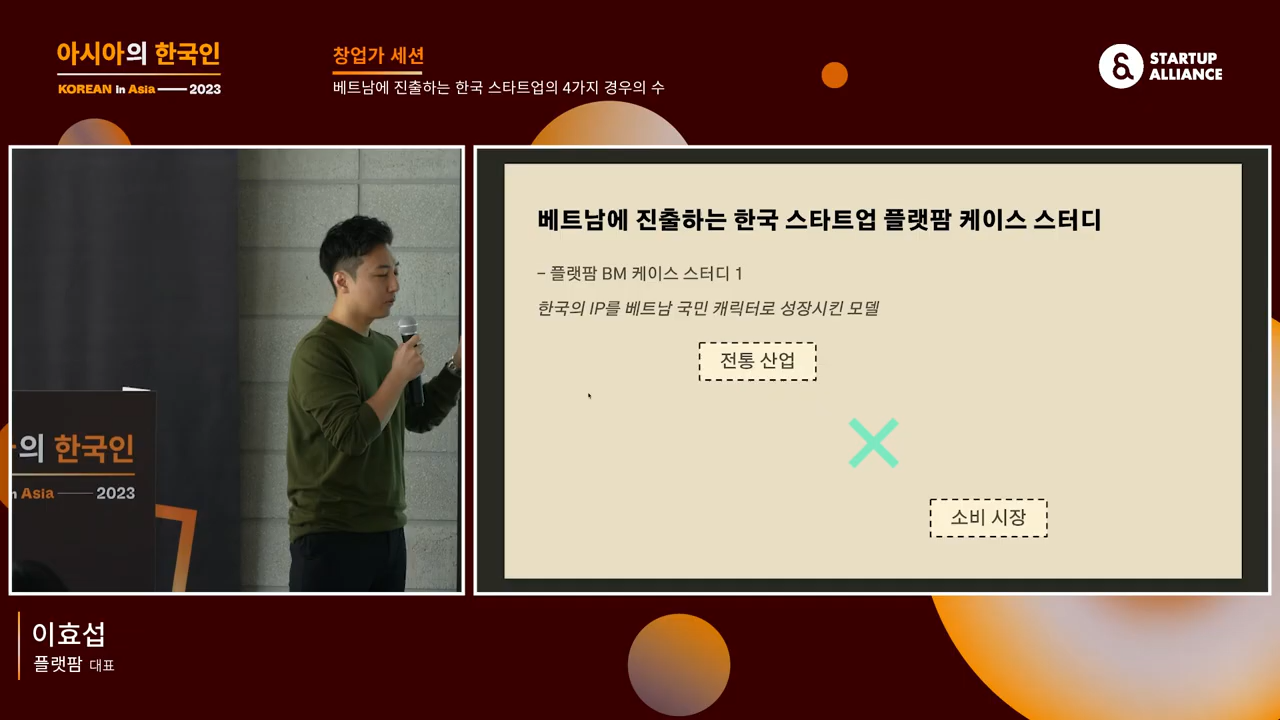 아시아의 한국인
KOREAN in Asia 2023
창업가 세션
베트남에 진출하는 한국 스타트업의 4가지 경우의 수
STARTUP
ALLIANCE
의 한국인
Asia 2023
베트남에 진출하는 한국 스타트업 플랫팜 케이스 스터디
– 플랫팜 BM 케이스 스터디 1
한국의 IP를 베트남 국민 캐릭터로 성장시킨 모델
전통 산업
소비 시장
이효섭
플랫팜 대표